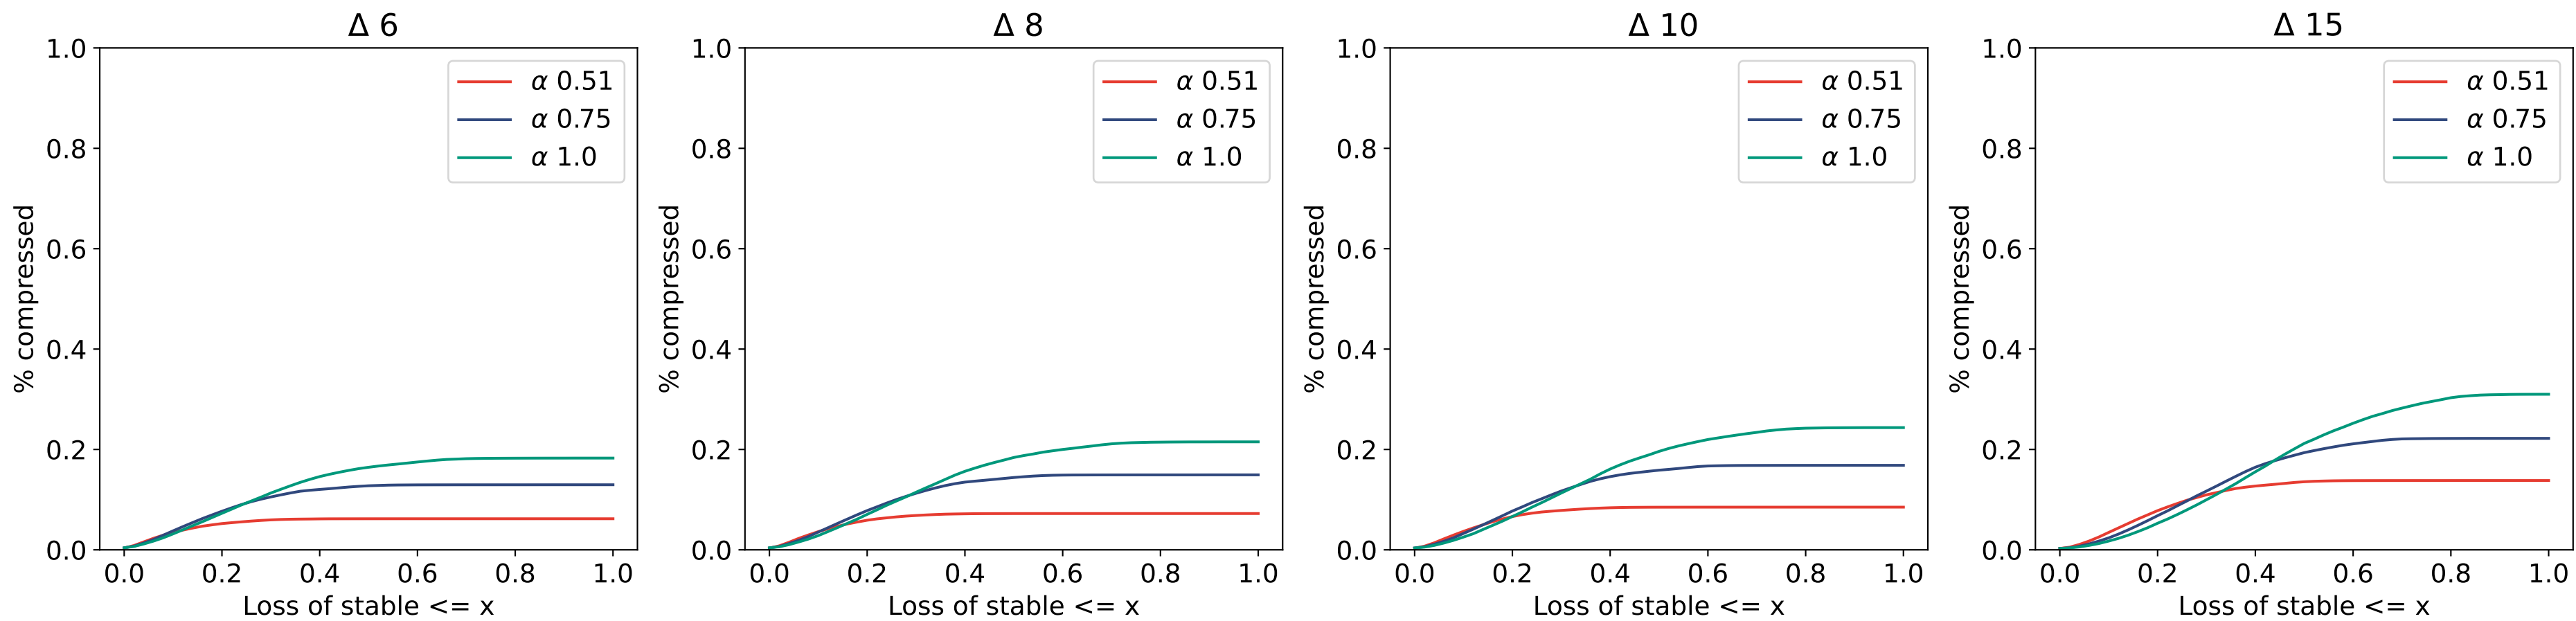 Δ 6
1.0
0.8
0.6
0.4
0.2
0.0
% compressed
α 0.51
α 0.75
α 1.0
0.0 0.2 0.4 0.6 0.8 1.0
Loss of stable <= x
Δ 8
1.0
0.8
0.6
0.4
0.2
0.0
% compressed
α 0.51
α 0.75
α 1.0
0.0 0.2 0.4 0.6 0.8 1.0
Loss of stable <= x
Δ 10
1.0
0.8
0.6
0.4
0.2
0.0
% compressed
α 0.51
α 0.75
α 1.0
0.0 0.2 0.4 0.6 0.8 1.0
Loss of stable <= x
Δ 15
1.0
0.8
0.6
0.4
0.2
0.0
% compressed
α 0.51
α 0.75
α 1.0
0.0 0.2 0.4 0.6 0.8 1.0
Loss of stable <= x